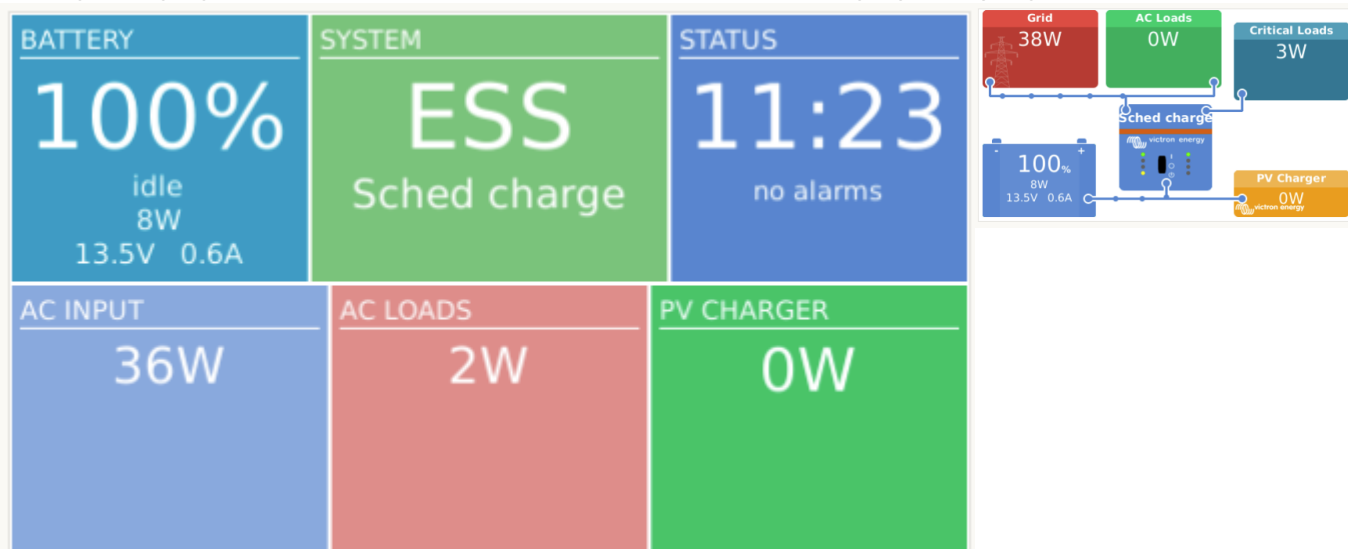 BATTERY
100%
idle
8W
13.5V 0.6A
SYSTEM
ESS
Sched charge
STATUS
11:23
no alarms
AC INPUT
36W
AC LOADS
2W
PV CHARGER
0W
Grid
38W
AC Loads
0W
Critical Loads
3W
Sched charge
victron energy
- +
100%
8W
13.5V 0.6A
PV Charger
0W
victron energy